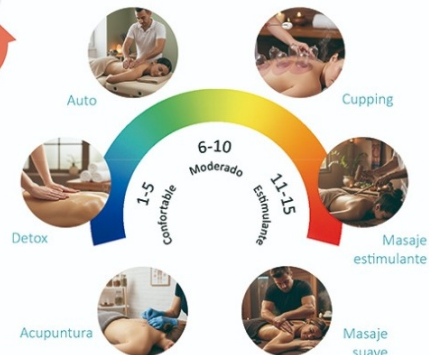 Auto
Cupping
6-10
Moderado
1-5
Confortable
11-15
Estimulante
Detox
Masaje
estimulante
Acupuntura
Masaje
suave